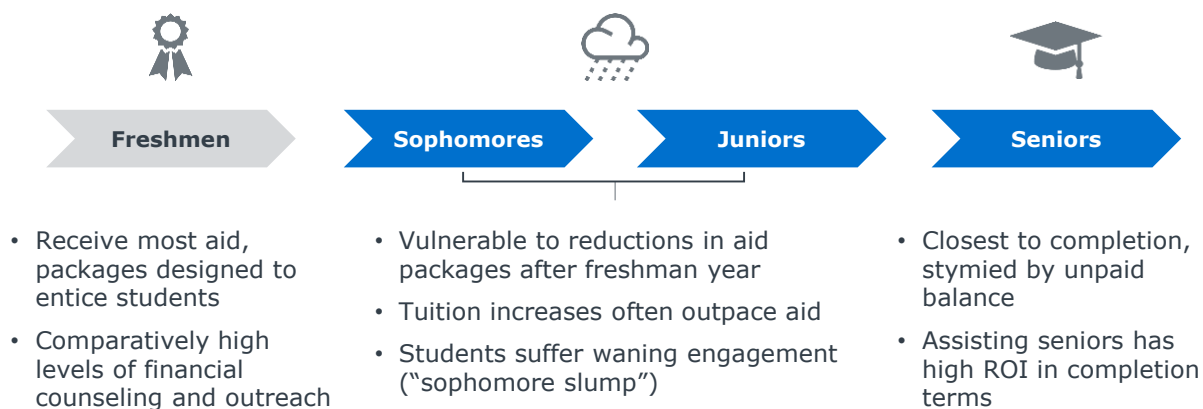 Freshmen
Sophomores
Juniors
Seniors
• Receive most aid,
packages designed to
entice students
• Comparatively high
levels of financial
counseling and outreach
• Vulnerable to reductions in aid
packages after freshman year
• Tuition increases often outpace aid
• Students suffer waning engagement
(“sophomore slump”)
• Closest to completion,
stymied by unpaid
balance
• Assisting seniors has
high ROI in completion
terms